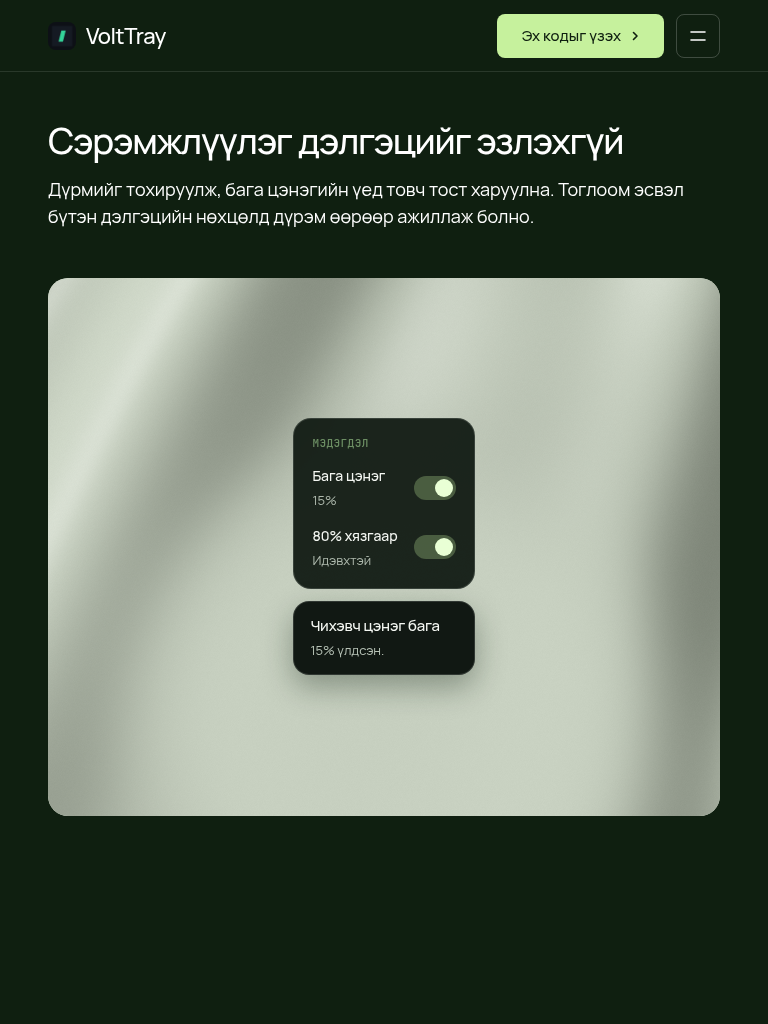 VoltTray
Эх кодыг үзэх
Сэрэмжлүүлэг дэлгэцийг эзлэхгүй
Дүрмийг тохируулж, бага цэнэгийн үед товч тост харуулна. Тоглоом эсвэл
бүтэн дэлгэцийн нөхцөлд дүрэм өөрөөр ажиллаж болно.
МЭДЭГДЭЛ
Бага цэнэг
15%
80% хязгаар
Идэвхтэй
Чихэвч цэнэг бага
15% үлдсэн.